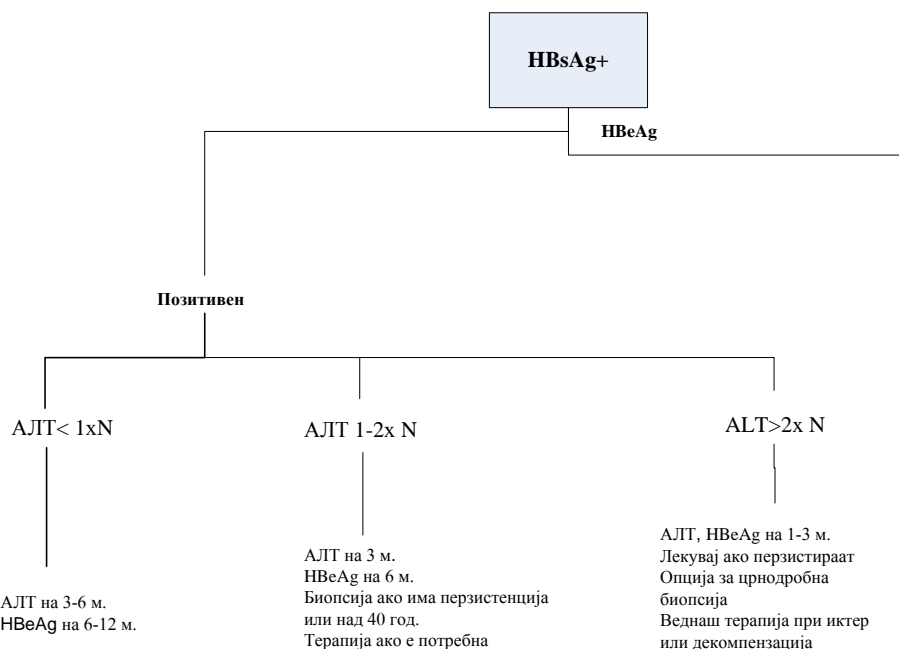 HBsAg+
HBeAg
Позитивен
АЛТ< 1xN
АЛТ на 3-6 м.
HBeAg на 6-12 м.
АЛТ 1-2x N
АЛТ на 3 м.
HBeAg на 6 м.
Биопсија ако има перзистенција
или над 40 год.
Терапија ако е потребна
ALT>2x N
АЛТ, HBeAg на 1-3 м.
Лекувај ако перзистираат
Опција за црнодробна
биопсија
Веднаш терапија при иктер
или декомпензација